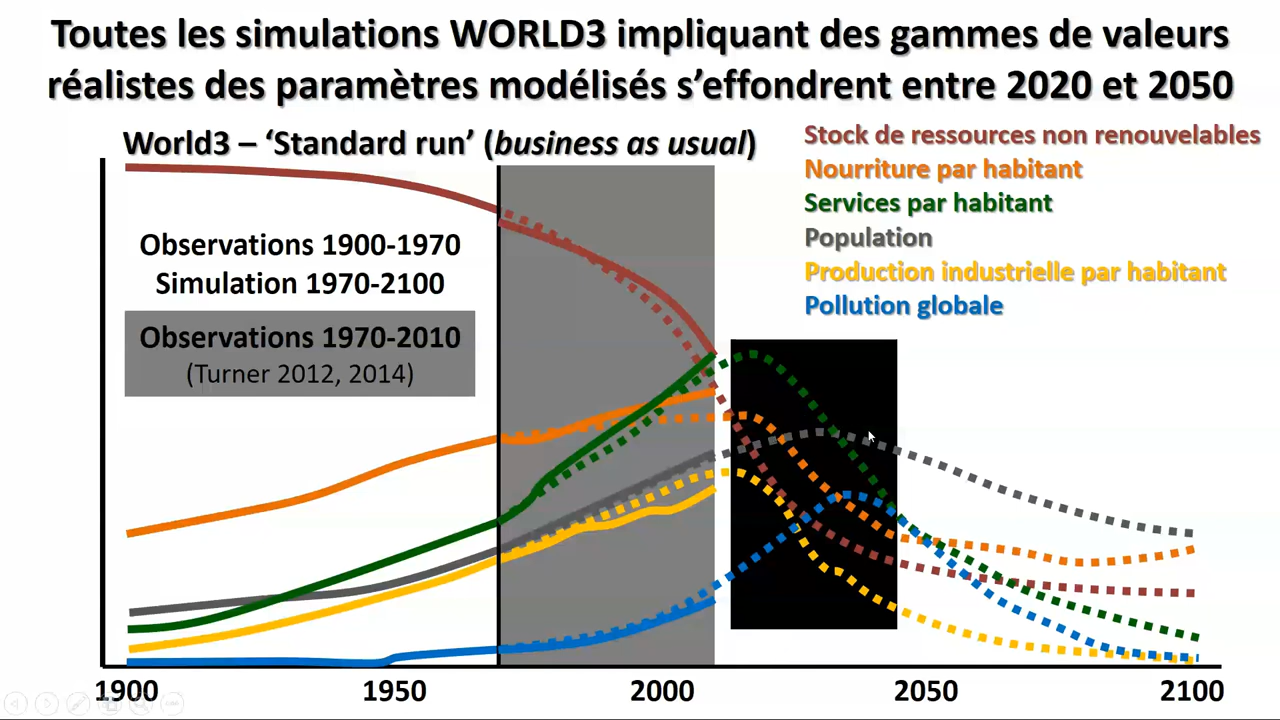 Toutes les simulations WORLD3 impliquant des gammes de valeurs
réalistes des paramètres modélisés s’effondrent entre 2020 et 2050
World3 – ‘Standard run’ (business as usual)
Stock de ressources non renouvelables
Nourriture par habitant
Services par habitant
Population
Production industrielle par habitant
Pollution globale
Observations 1900-1970
Simulation 1970-2100
Observations 1970-2010
(Turner 2012, 2014)
1900 1950 2000 2050 2100